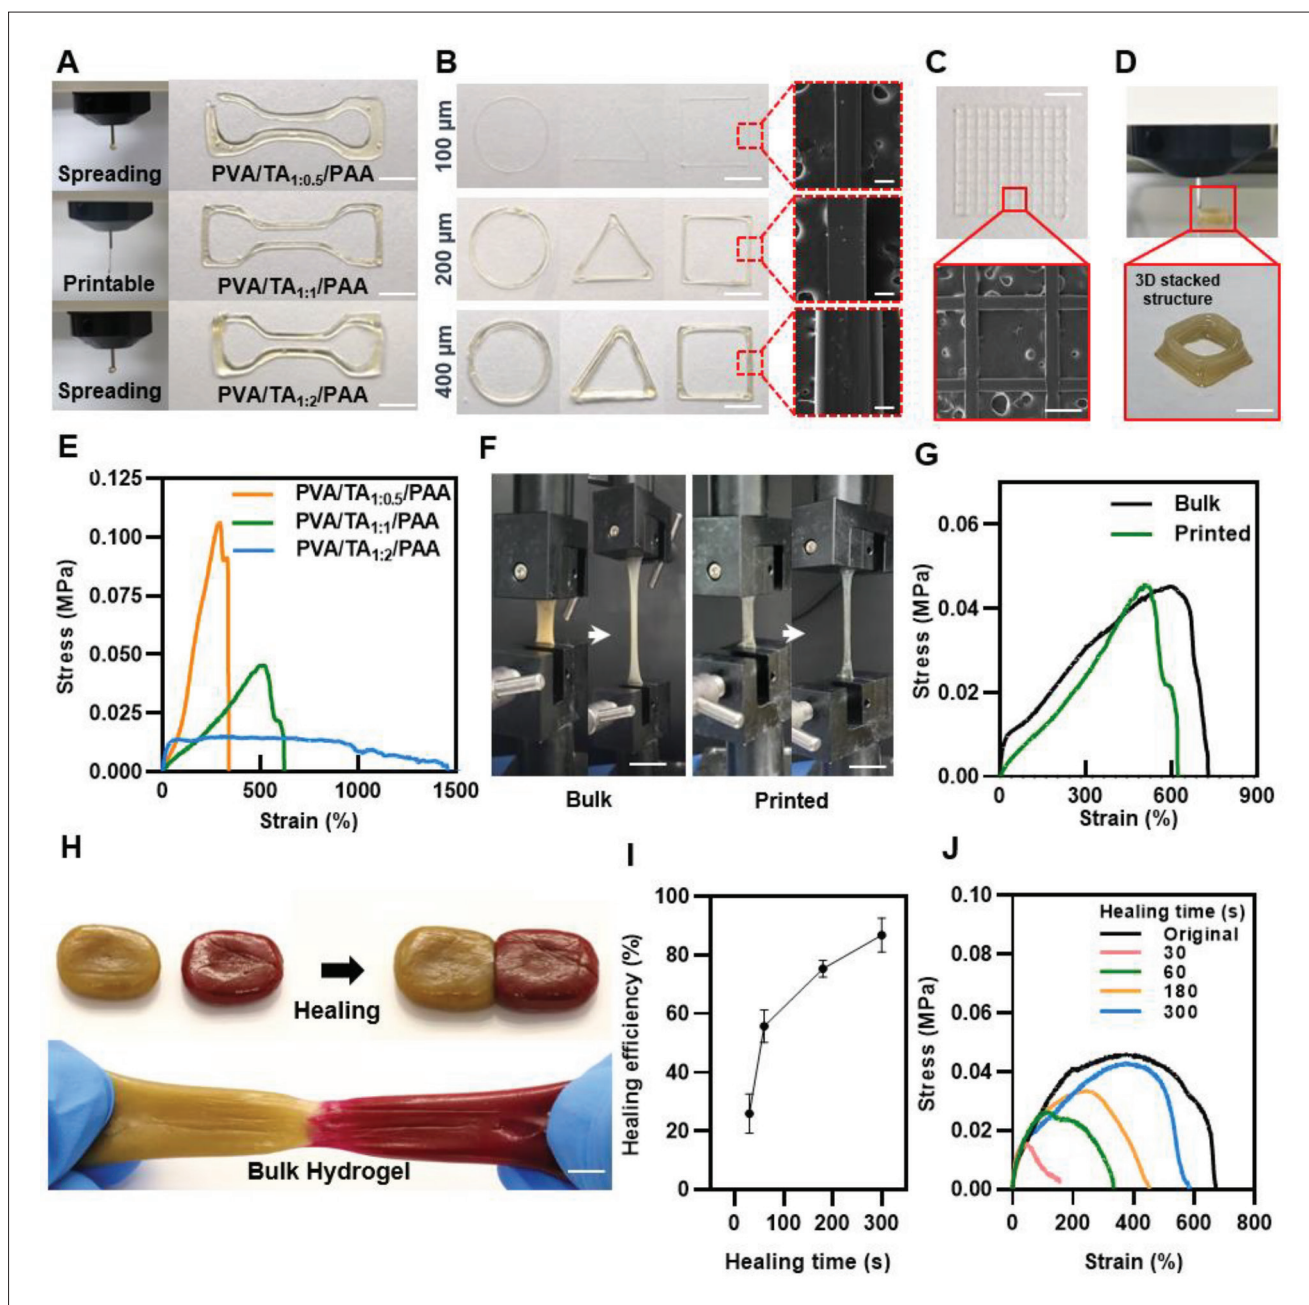 A
Spreading
PVA/TA1:0.5/PAA
Printable
PVA/TA1:1/PAA
Spreading
PVA/TA1:2/PAA
B
100 μm
200 μm
400 μm
C
D
3D stacked
structure
E
Stress (MPa)
0.125
0.100
0.075
0.050
0.025
0.000
0
500
1000
1500
Strain (%)
PVA/TA1:0.5/PAA
PVA/TA1:1/PAA
PVA/TA1:2/PAA
F
Bulk
Printed
G
Stress (MPa)
0.06
0.04
0.02
0.00
0
300
600
900
Strain (%)
Bulk
Printed
H
Healing
Bulk Hydrogel
I
Healing efficiency (%)
100
80
60
40
20
0
0
100
200
300
Healing time (s)
J
Stress (MPa)
0.10
0.08
0.06
0.04
0.02
0.00
0
200
400
600
800
Strain (%)
Healing time (s)
Original
30
60
180
300